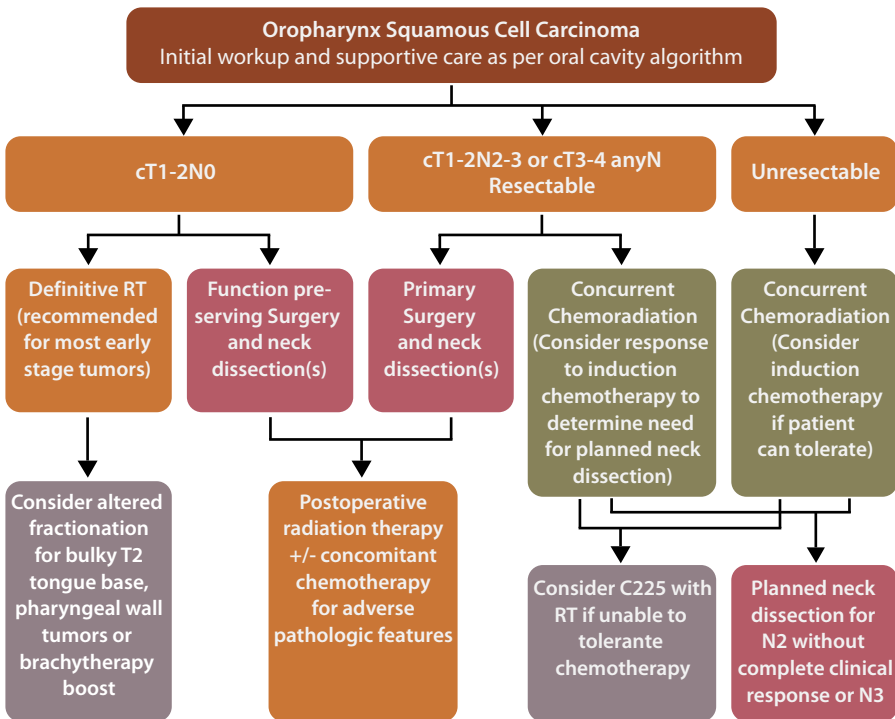 Oropharynx Squamous Cell Carcinoma
Initial workup and supportive care as per oral cavity algorithm
cT1-2N0
cT1-2N2-3 or cT3-4 anyN
Resectable
Unresectable
Definitive RT
(recommended
for most early
stage tumors)
Function pre-
serving Surgery
and neck
dissection(s)
Primary
Surgery
and neck
dissection(s)
Concurrent
Chemoradiation
(Consider response
to induction
chemotherapy to
determine need
for planned neck
dissection)
Concurrent
Chemoradiation
(Consider
induction
chemotherapy
if patient
can tolerate)
Consider altered
fractionation
for bulky T2
tongue base,
pharyngeal wall
tumors or
brachytherapy
boost
Postoperative
radiation therapy
+/- concomitant
chemotherapy
for adverse
pathologic features
Consider C225 with
RT if unable to
tolerante
chemotherapy
Planned neck
dissection for
N2 without
complete clinical
response or N3